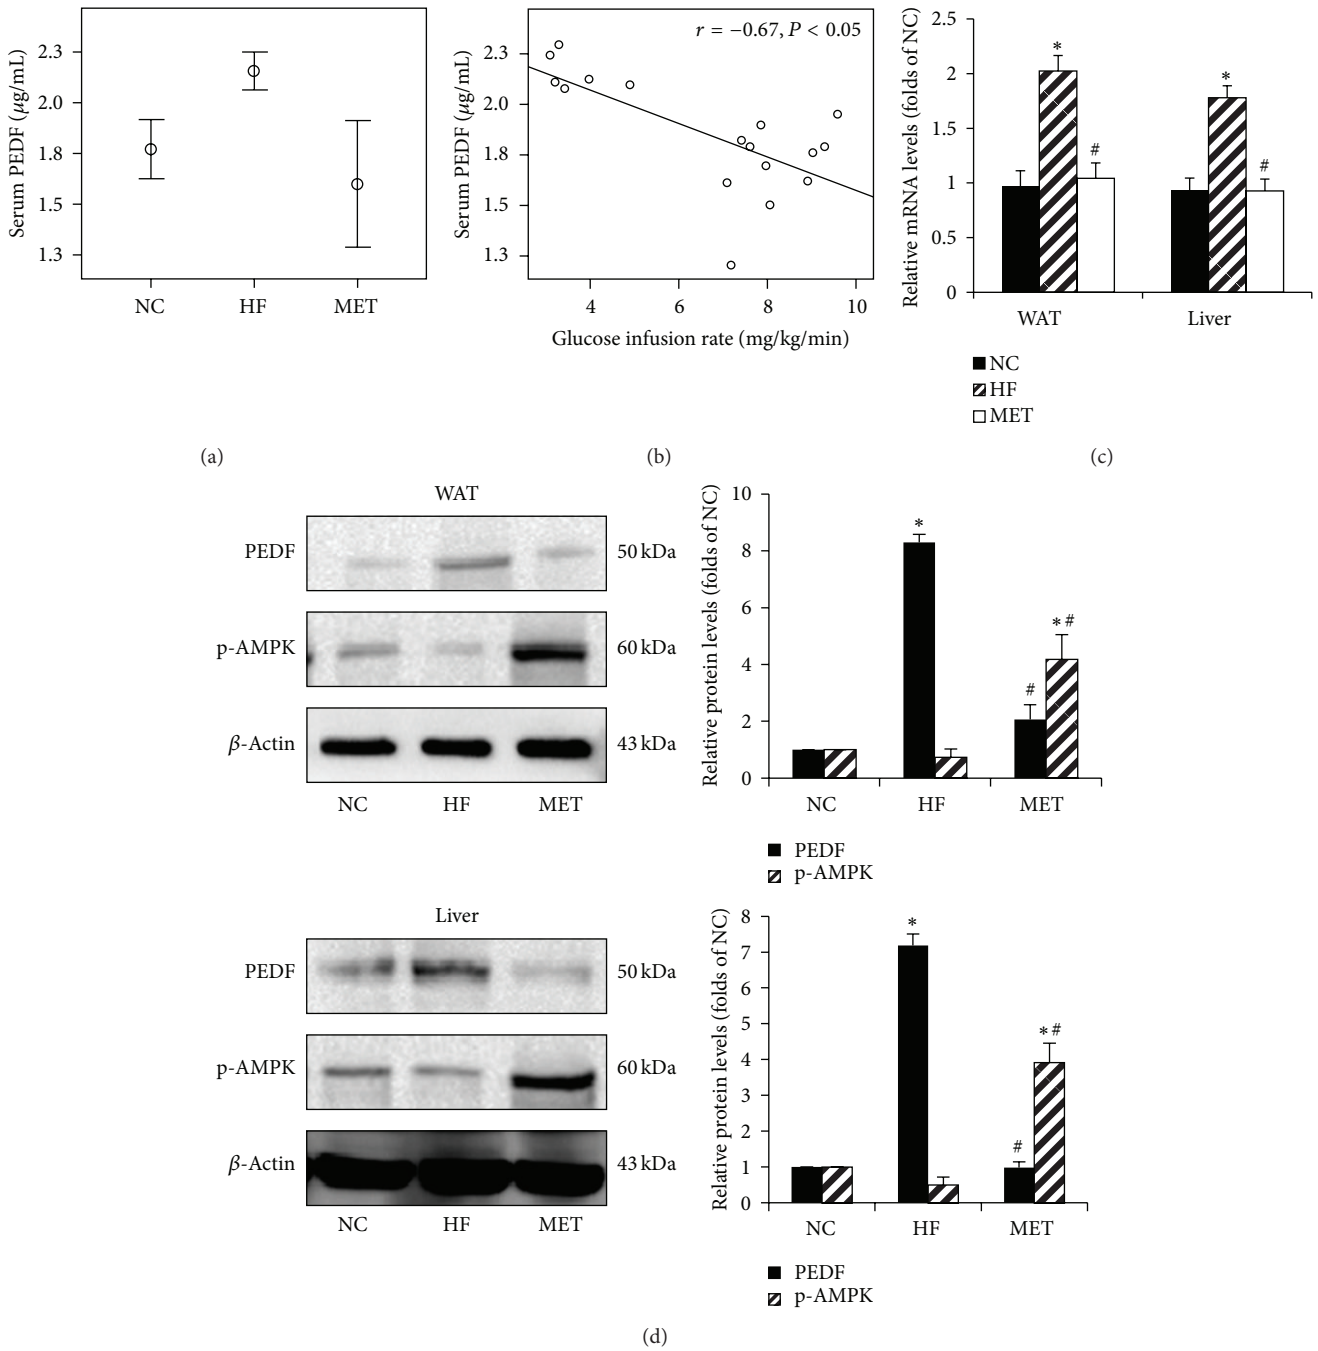 Serum PEDF (μg/mL)
2.3
2.0
1.8
1.5
1.3
NC HF MET
(a)
Serum PEDF (μg/mL)
2.3
2.0
1.8
1.5
1.3
r = −0.67, P < 0.05
4 6 8 10
Glucose infusion rate (mg/kg/min)
(b)
Relative mRNA levels (folds of NC)
2.5
2
1.5
1
0.5
0
* # * #
WAT Liver
NC
HF
MET
(c)
WAT
PEDF 50 kDa
p-AMPK 60 kDa
β-Actin 43 kDa
NC HF MET
Relative protein levels (folds of NC)
10
8
6
4
2
0
* # * #
NC HF MET
PEDF
p-AMPK
Liver
PEDF 50 kDa
p-AMPK 60 kDa
β-Actin 43 kDa
NC HF MET
Relative protein levels (folds of NC)
8
7
6
5
4
3
2
1
0
* # * #
NC HF MET
PEDF
p-AMPK
(d)